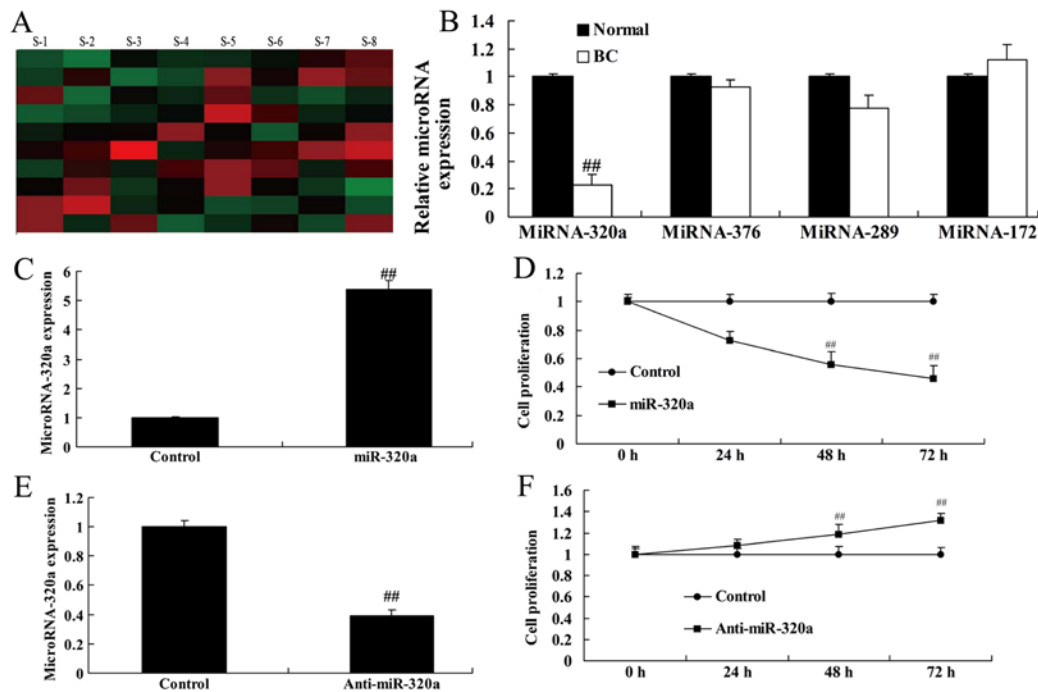 A
S-1 S-2 S-3 S-4 S-5 S-6 S-7 S-8
B
Relative microRNA
expression
1.4
1.2
1
0.8
0.6
0.4
0.2
0
Normal
BC
##
MiRNA-320a MiRNA-376 MiRNA-289 MiRNA-172
C
MicroRNA-320a expression
6
5
4
3
2
1
0
##
Control miR-320a
D
Cell proliferation
1.2
1
0.8
0.6
0.4
0.2
0
## ##
Control
miR-320a
0 h 24 h 48 h 72 h
E
MicroRNA-320a expression
1.2
1
0.8
0.6
0.4
0.2
0
##
Control Anti-miR-320a
F
Cell proliferation
1.6
1.4
1.2
1
0.8
0.6
0.4
0.2
0
## ##
Control
Anti-miR-320a
0 h 24 h 48 h 72 h